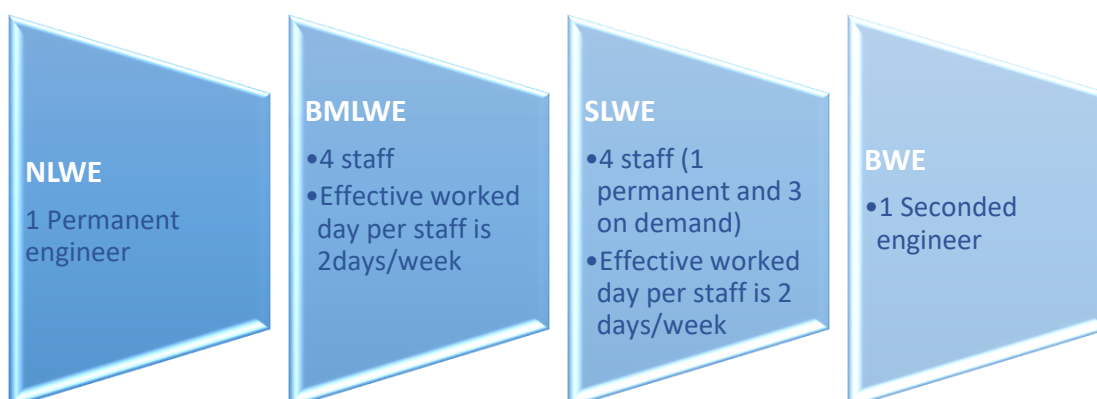 NLWE
1 Permanent
engineer
BMLWE
•4 staff
•Effective worked
day per staff is
2days/week
SLWE
•4 staff (1
permanent and 3
on demand)
•Effective worked
day per staff is 2
days/week
BWE
•1 Seconded
engineer